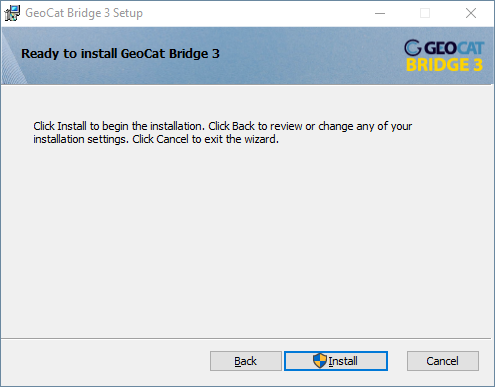 GeoCat Bridge 3 Setup
Ready to install GeoCat Bridge 3
GEOCAT
BRIDGE 3
Click Install to begin the installation. Click Back to review or change any of your
installation settings. Click Cancel to exit the wizard.
Back
Install
Cancel